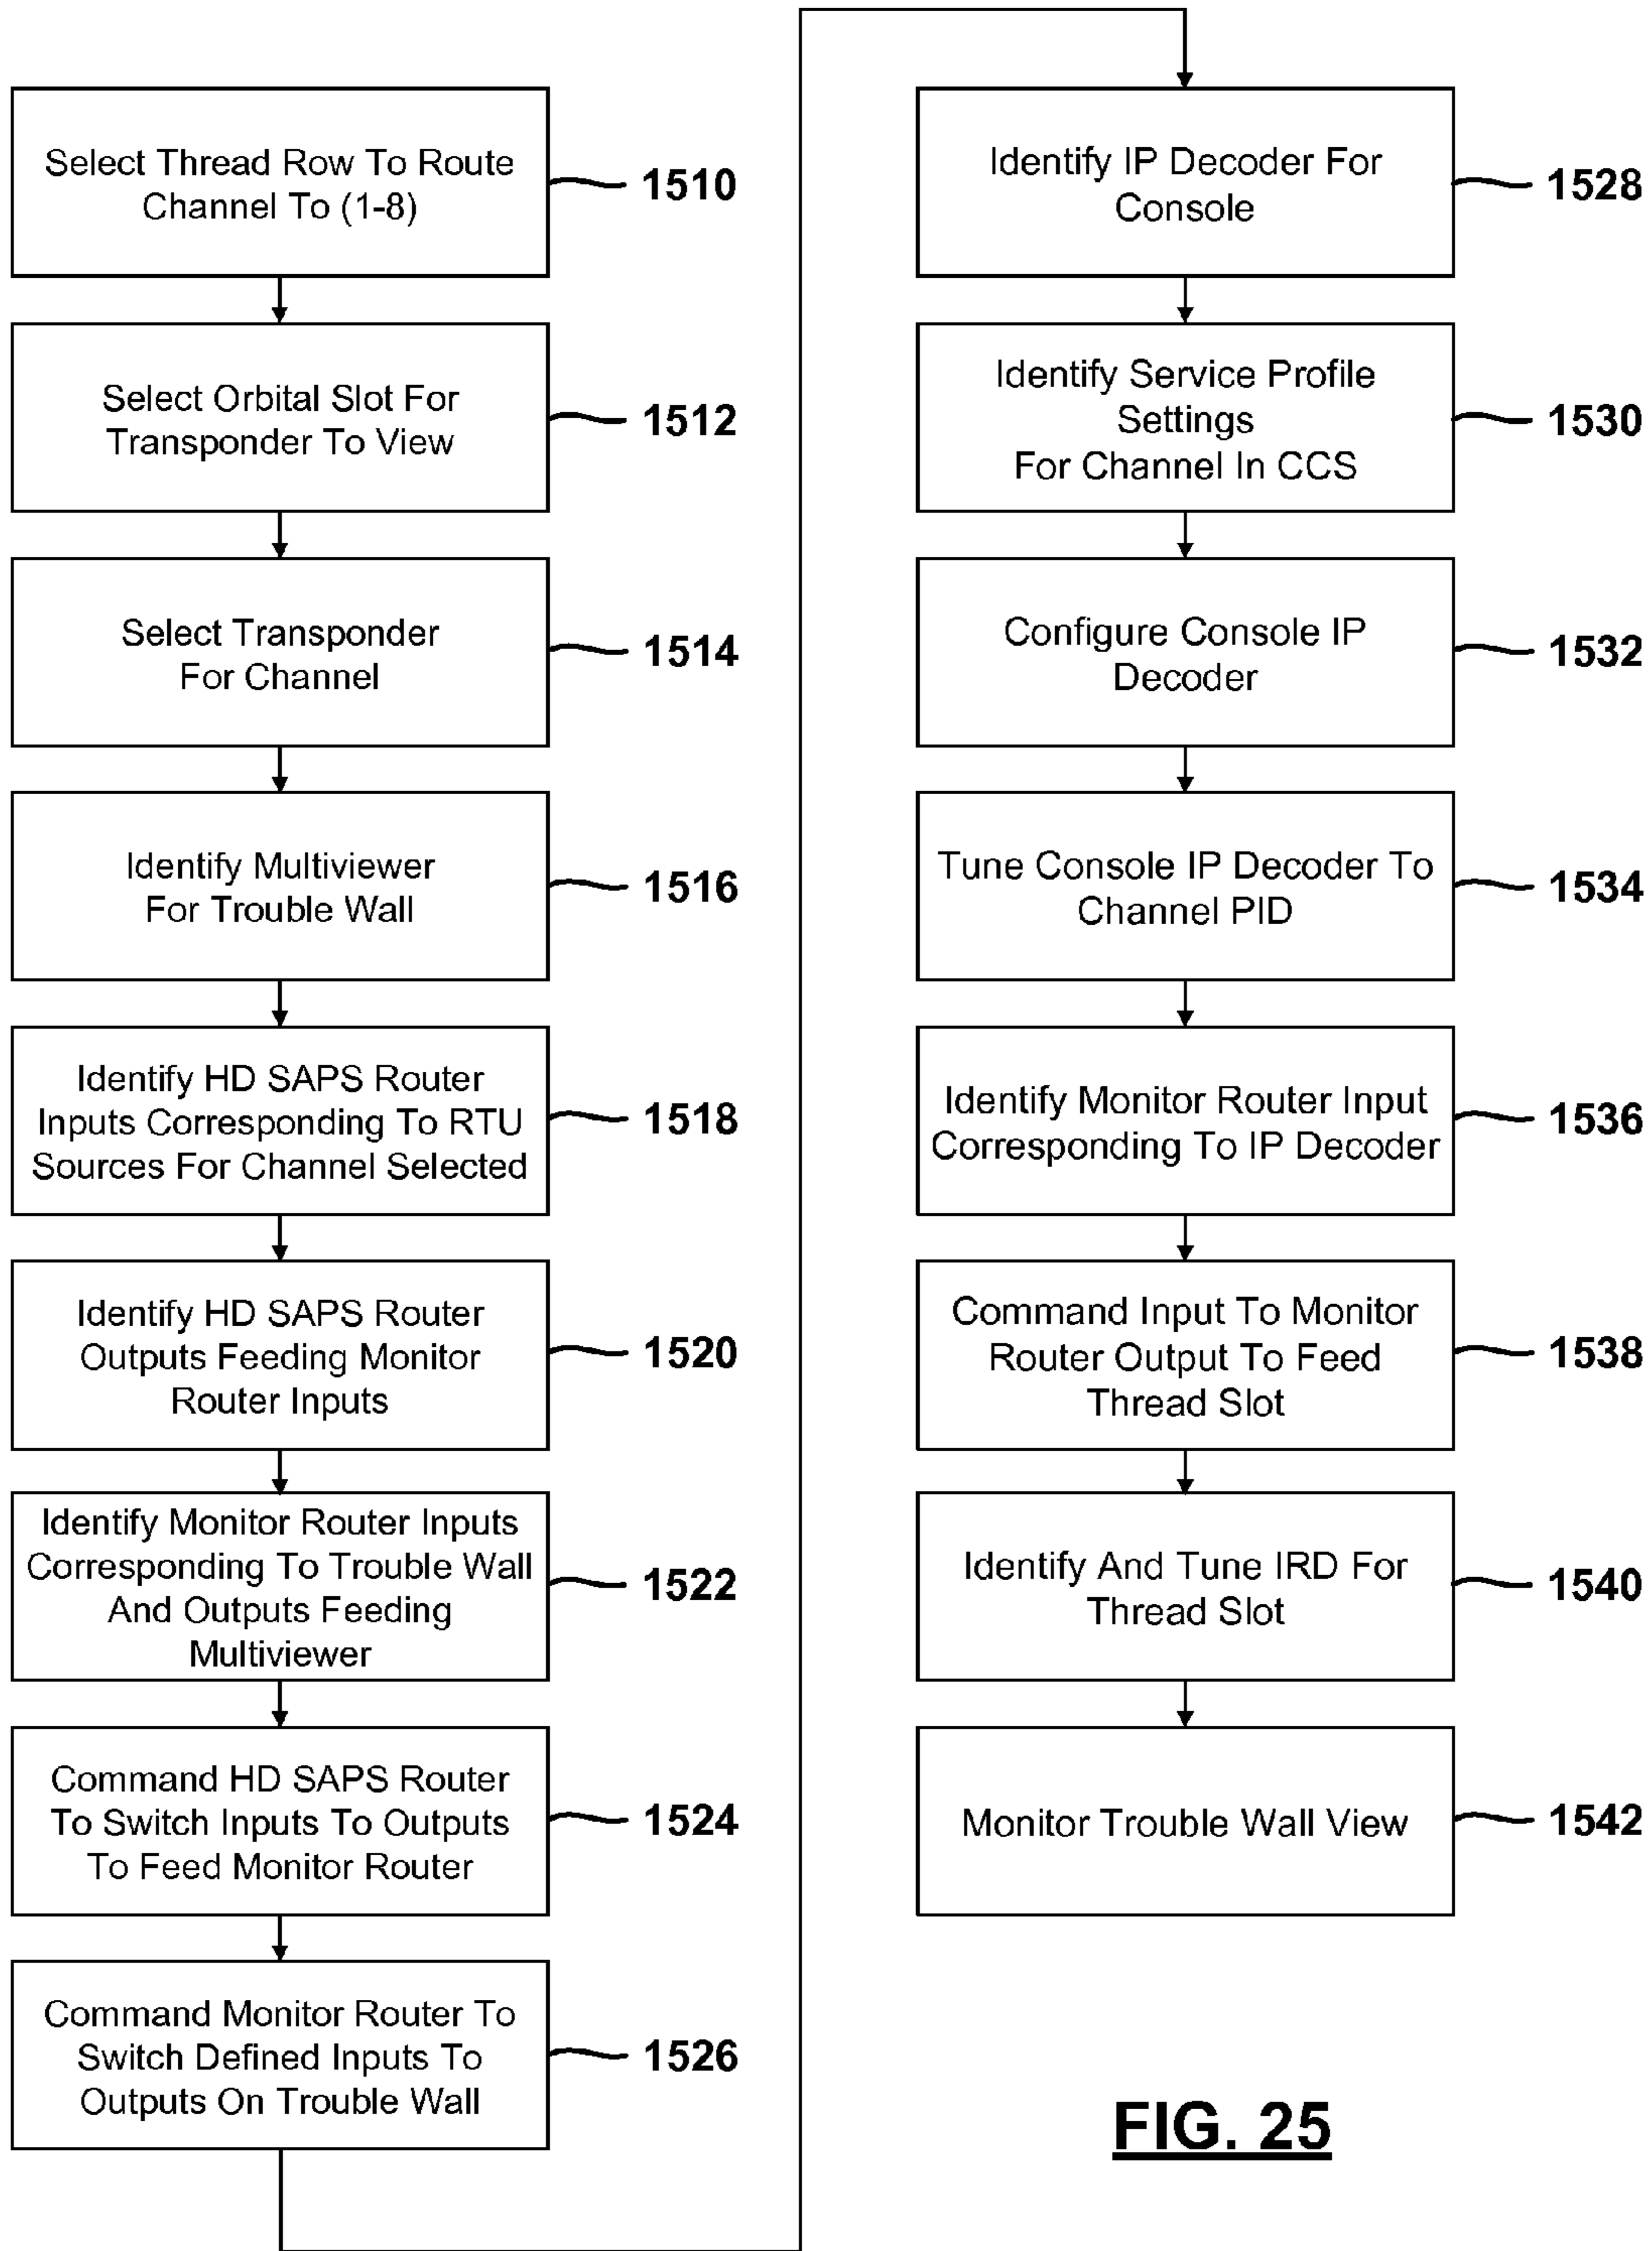 Select Thread Row To Route
Channel To (1-8)
1510
Select Orbital Slot For
Transponder To View
1512
Select Transponder
For Channel
1514
Identify Multiviewer
For Trouble Wall
1516
Identify HD SAPS Router
Inputs Corresponding To RTU
Sources For Channel Selected
1518
Identify HD SAPS Router
Outputs Feeding Monitor
Router Inputs
1520
Identify Monitor Router Inputs
Corresponding To Trouble Wall
And Outputs Feeding
Multiviewer
1522
Command HD SAPS Router
To Switch Inputs To Outputs
To Feed Monitor Router
1524
Command Monitor Router To
Switch Defined Inputs To
Outputs On Trouble Wall
1526
Identify IP Decoder For
Console
1528
Identify Service Profile
Settings
For Channel In CCS
1530
Configure Console IP
Decoder
1532
Tune Console IP Decoder To
Channel PID
1534
Identify Monitor Router Input
Corresponding To IP Decoder
1536
Command Input To Monitor
Router Output To Feed
Thread Slot
1538
Identify And Tune IRD For
Thread Slot
1540
Monitor Trouble Wall View
1542
FIG. 25